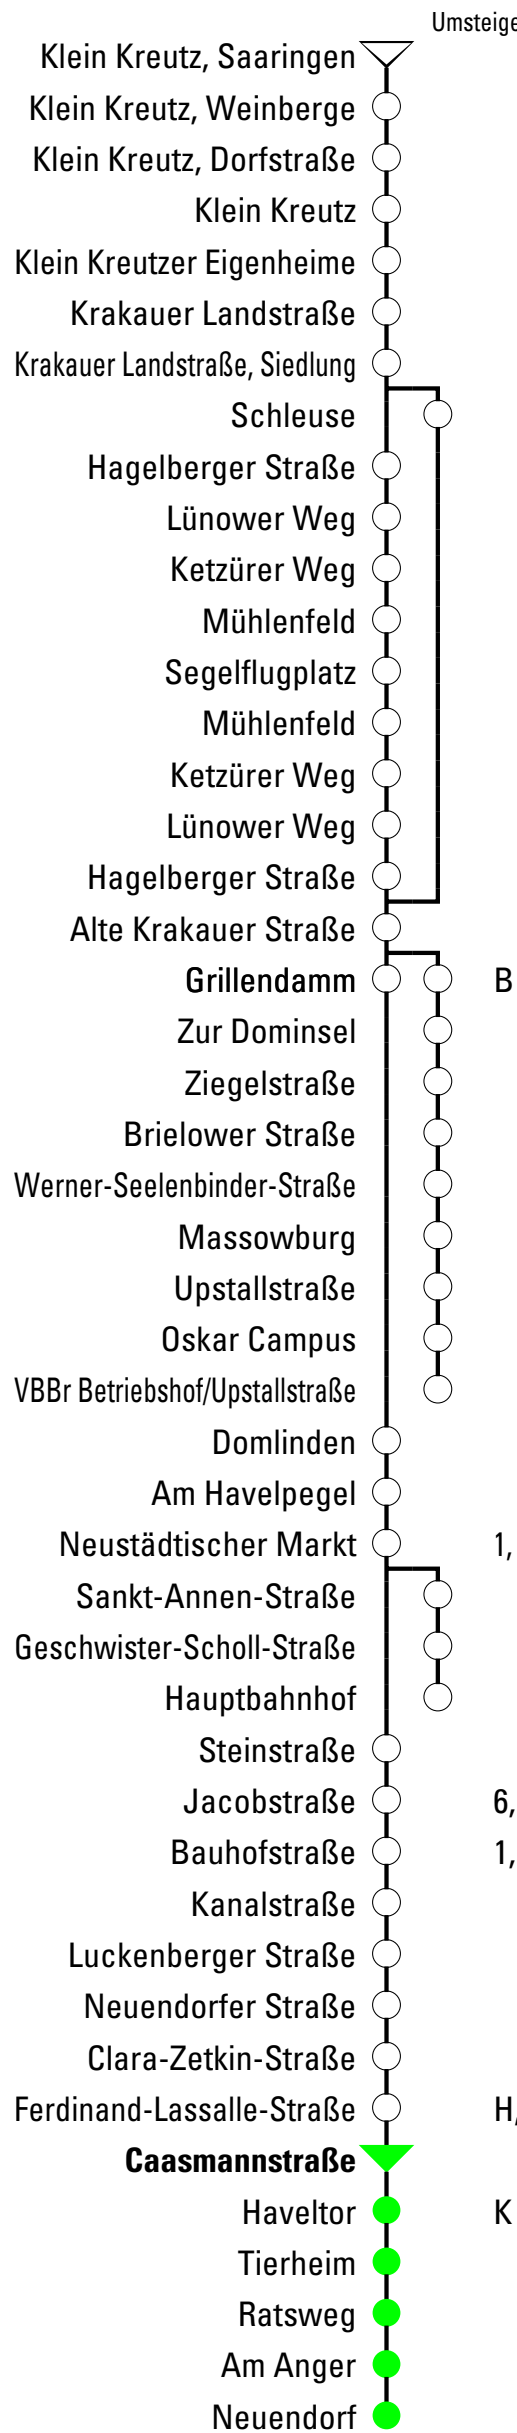 Umsteige
Klein Kreutz, Saaringen
Klein Kreutz, Weinberge
Klein Kreutz, Dorfstraße
Klein Kreutz
Klein Kreutzer Eigenheime
Krakauer Landstraße
Krakauer Landstraße, Siedlung
Schleuse
Hagelberger Straße
Lünower Weg
Ketzürer Weg
Mühlenfeld
Segelflugplatz
Mühlenfeld
Ketzürer Weg
Lünower Weg
Hagelberger Straße
Alte Krakauer Straße
Grillendamm B
Zur Dominsel
Ziegelstraße
Brielower Straße
Werner-Seelenbinder-Straße
Massowburg
Upstallstraße
Oskar Campus
VBBr Betriebshof/Upstallstraße
Domlinden
Am Havelpegel
Neustädtischer Markt 1,
Sankt-Annen-Straße
Geschwister-Scholl-Straße
Hauptbahnhof
Steinstraße
Jacobstraße 6,
Bauhofstraße 1,
Kanalstraße
Luckenberger Straße
Neuendorfer Straße
Clara-Zetkin-Straße
Ferdinand-Lassalle-Straße H,
Caasmannstraße
Haveltor K
Tierheim
Ratsweg
Am Anger
Neuendorf